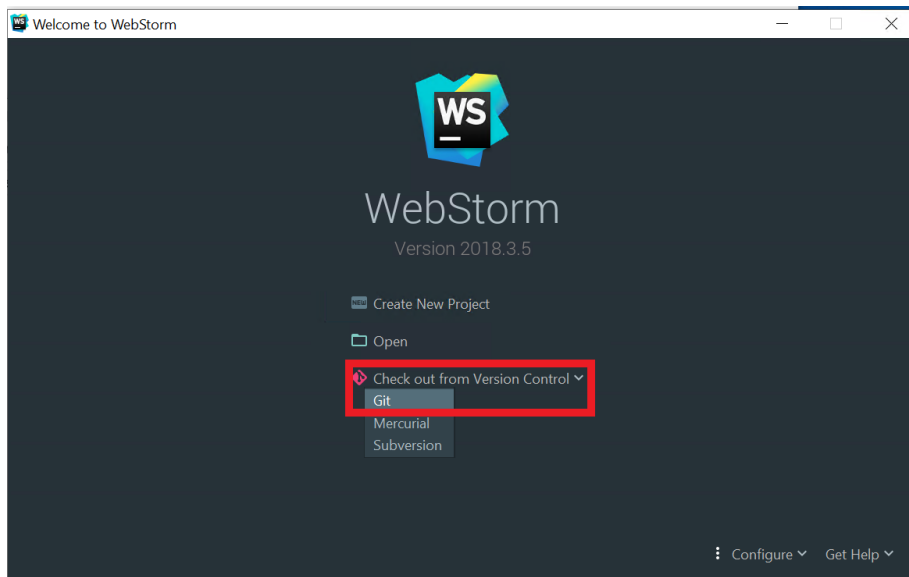 WS Welcome to WebStorm
WS
WebStorm
Version 2018.3.5
NEW Create New Project
Open
Check out from Version Control
Git
Mercurial
Subversion
Configure Get Help